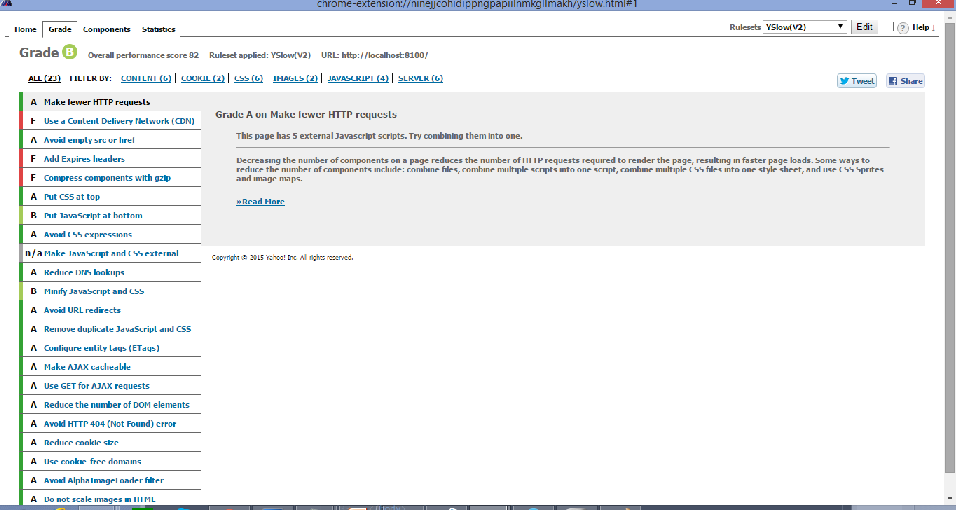 chrome-extension://ninejjcohidippngpapiilnmkgllmakh/yslow.html#1
Home Grade Components Statistics Rulesets YSlow(V2) Edit ? Help ↓
Grade B Overall performance score 82 Ruleset applied: YSlow(V2) URL: http://localhost:8100/
ALL (23) FILTER BY: CONTENT (6) | COOKIE (2) | CSS (6) | IMAGES (2) | JAVASCRIPT (4) | SERVER (6) Tweet Share
A Make fewer HTTP requests
F Use a Content Delivery Network (CDN)
A Avoid empty src or href
F Add Expires headers
F Compress components with gzip
A Put CSS at top
B Put JavaScript at bottom
A Avoid CSS expressions
n/a Make JavaScript and CSS external
A Reduce DNS lookups
B Minify JavaScript and CSS
A Avoid URL redirects
A Remove duplicate JavaScript and CSS
A Configure entity tags (ETags)
A Make AJAX cacheable
A Use GET for AJAX requests
A Reduce the number of DOM elements
A Avoid HTTP 404 (Not Found) error
A Reduce cookie size
A Use cookie-free domains
A Avoid AlphaImageLoader filter
A Do not scale images in HTML
Grade A on Make fewer HTTP requests
This page has 5 external Javascript scripts. Try combining them into one.
Decreasing the number of components on a page reduces the number of HTTP requests required to render the page, resulting in faster page loads. Some ways to
reduce the number of components include: combine files, combine multiple scripts into one script, combine multiple CSS files into one style sheet, and use CSS Sprites
and image maps.
»Read More
Copyright © 2015 Yahoo! Inc. All rights reserved.